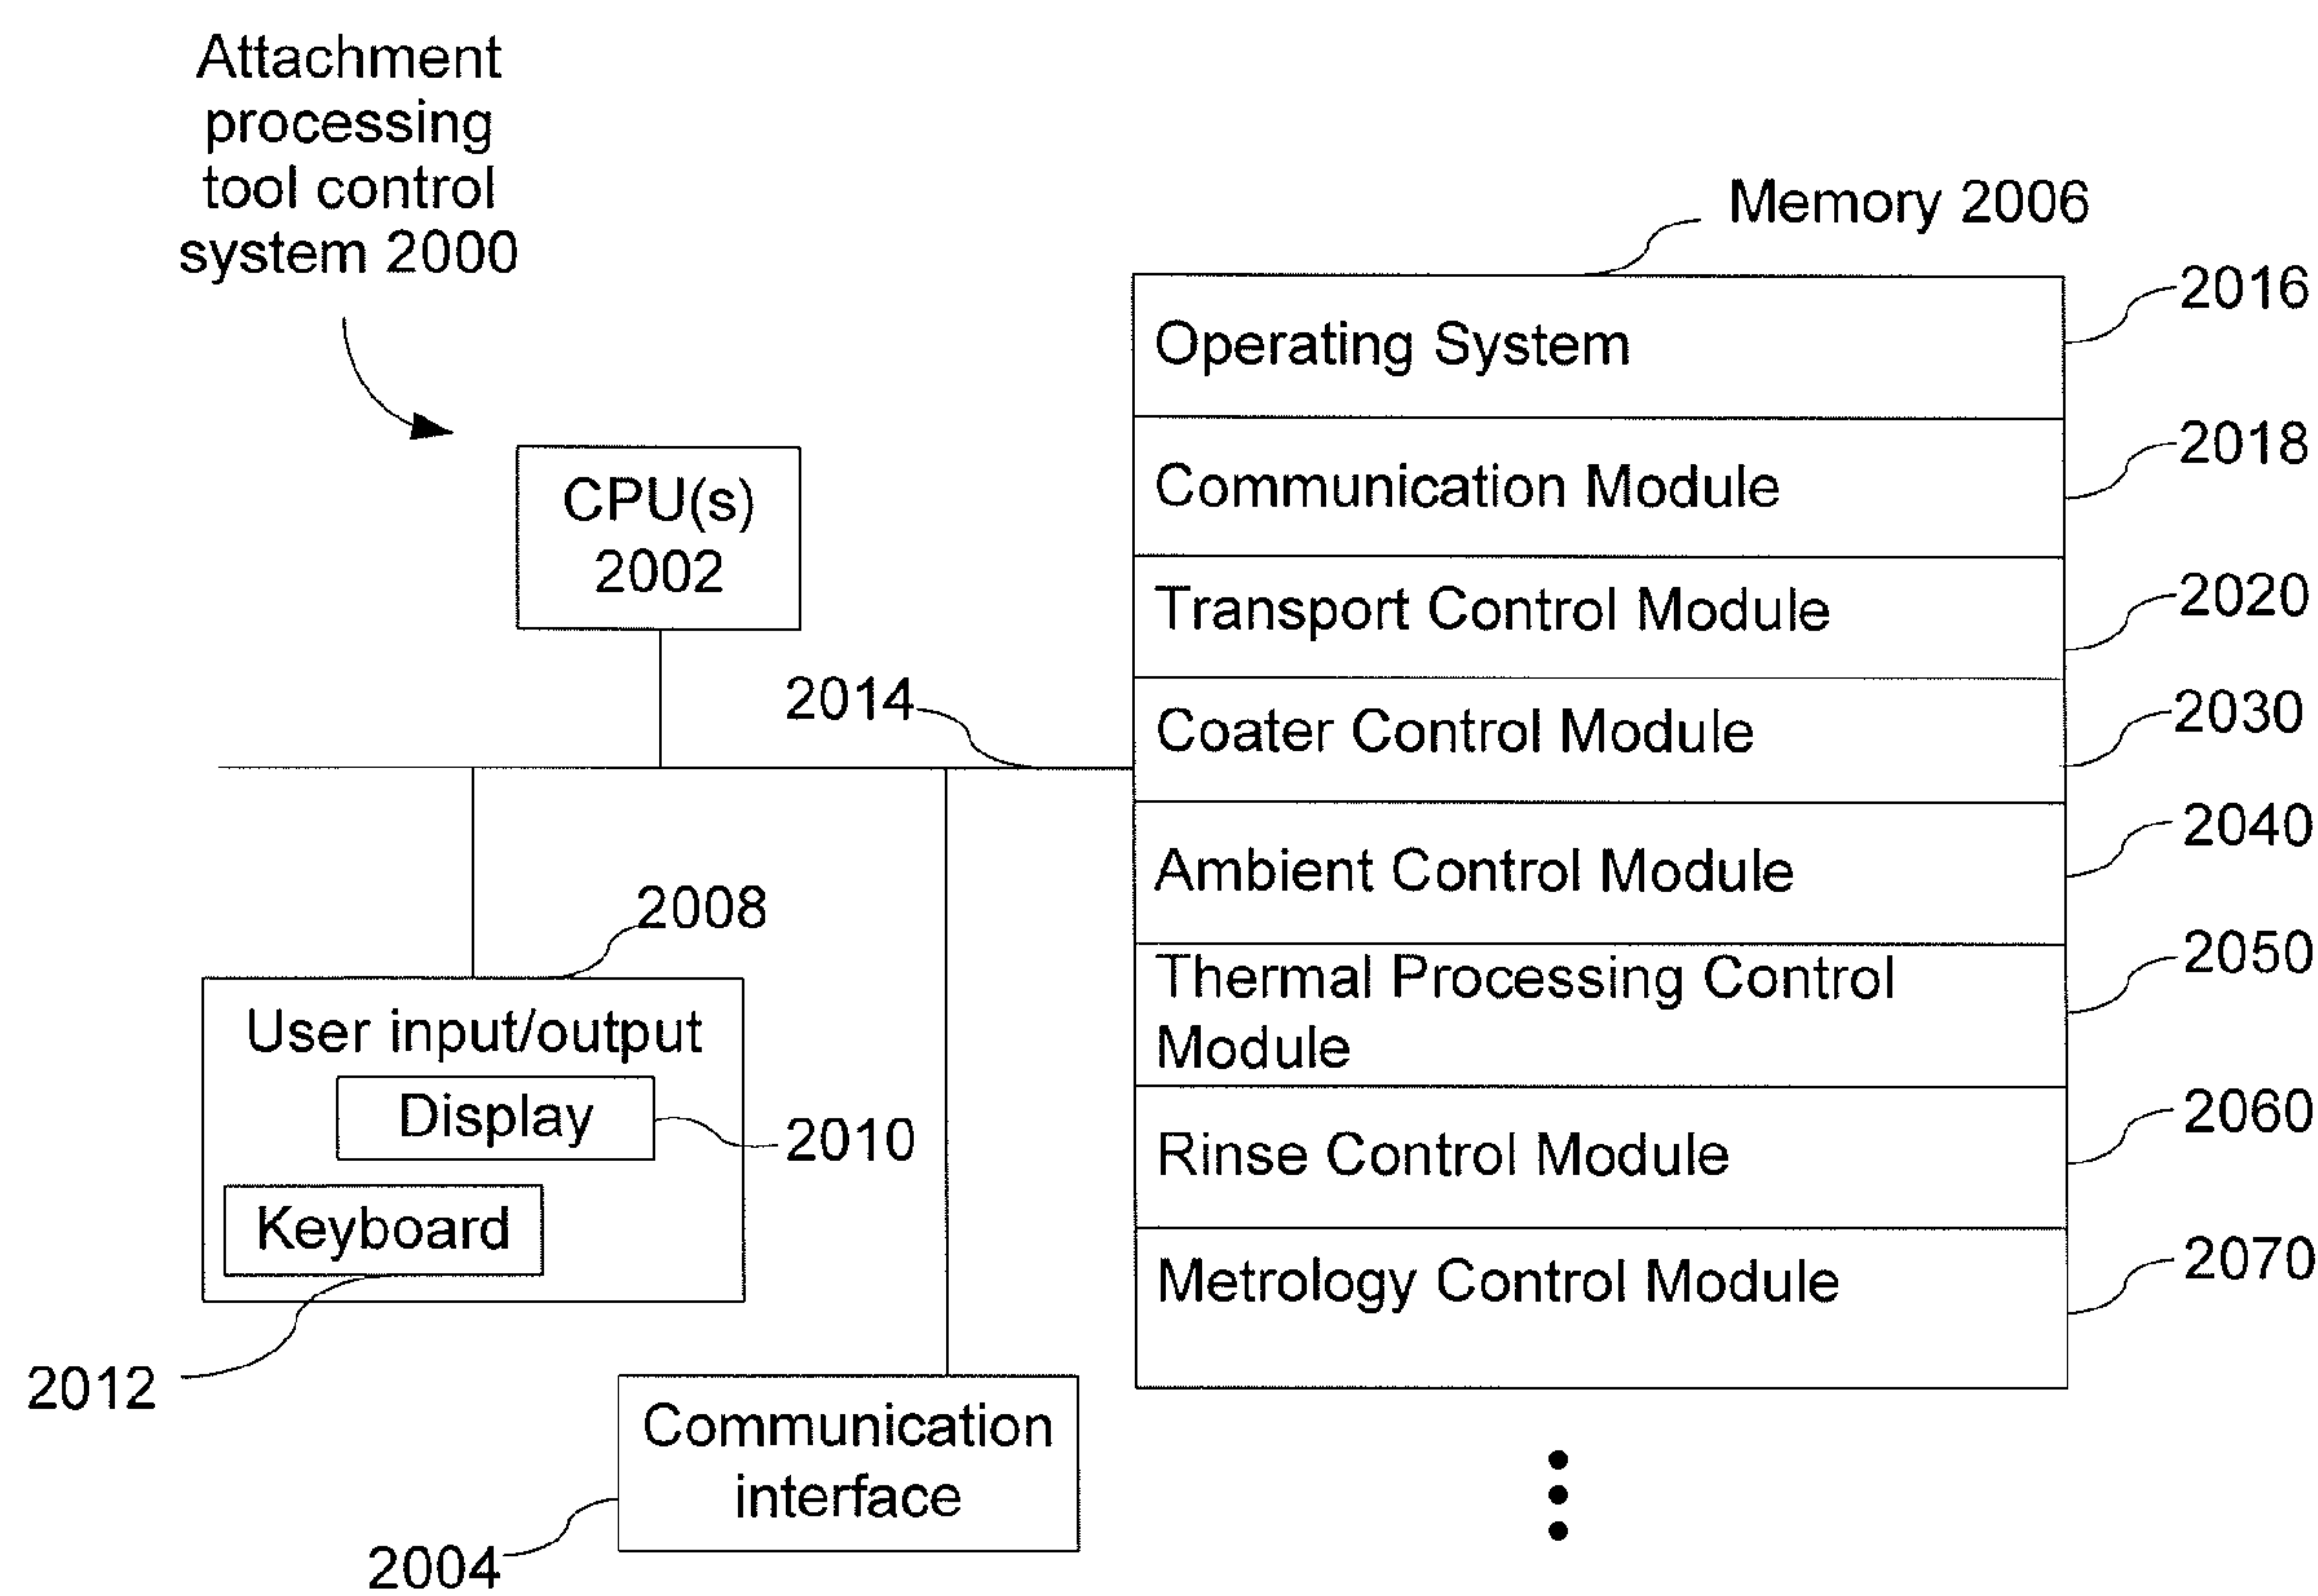 Attachment
processing
tool control
system 2000
Memory 2006
Operating System
2016
Communication Module
2018
Transport Control Module
2020
Coater Control Module
2030
Ambient Control Module
2040
Thermal Processing Control
Module
2050
Rinse Control Module
2060
Metrology Control Module
2070
CPU(s)
2002
2014
2008
User input/output
Display
2010
Keyboard
2012
Communication
interface
2004